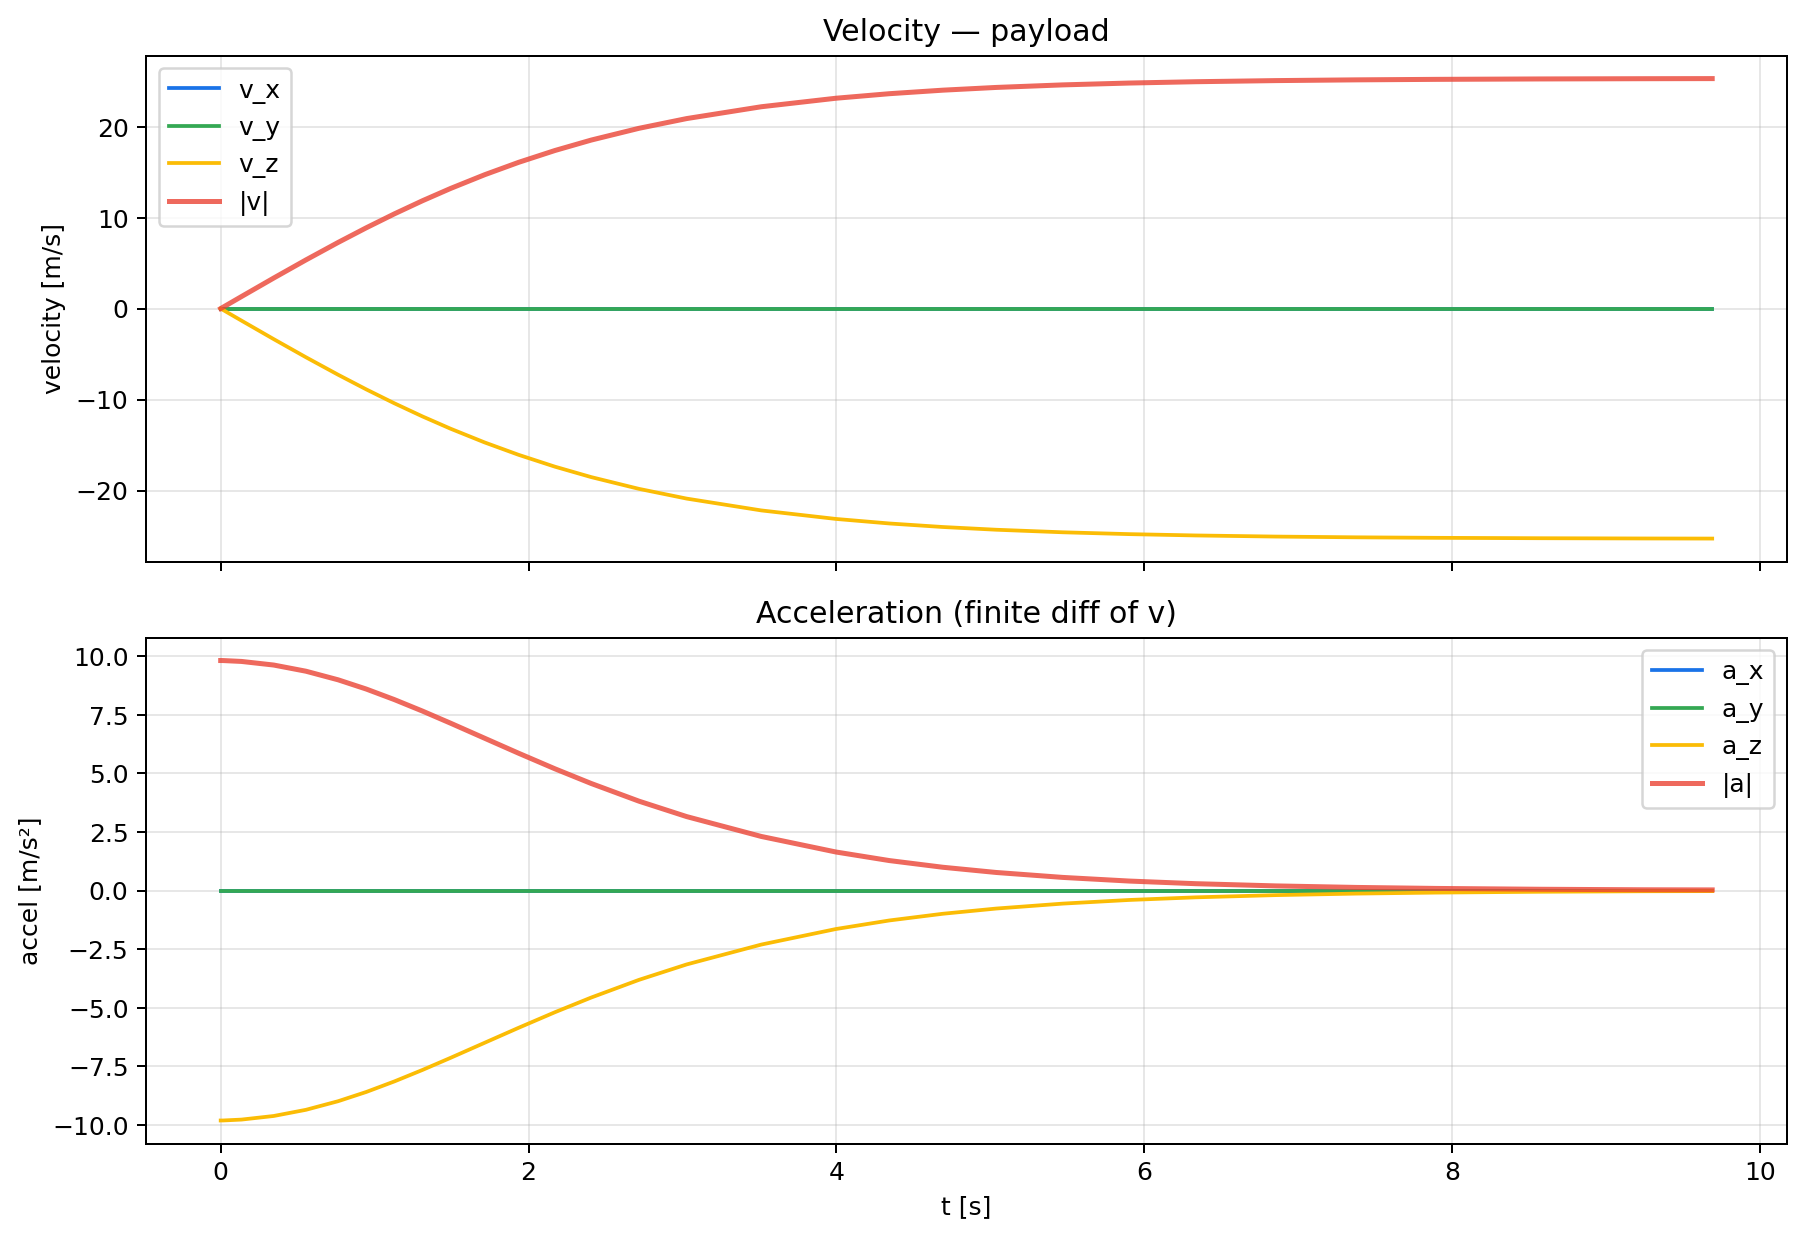 Velocity — payload
v_x
v_y
v_z
|v|
velocity [m/s]
20
10
0
−10
−20
Acceleration (finite diff of v)
a_x
a_y
a_z
|a|
accel [m/s²]
10.0
7.5
5.0
2.5
0.0
−2.5
−5.0
−7.5
−10.0
0 2 4 6 8 10
t [s]